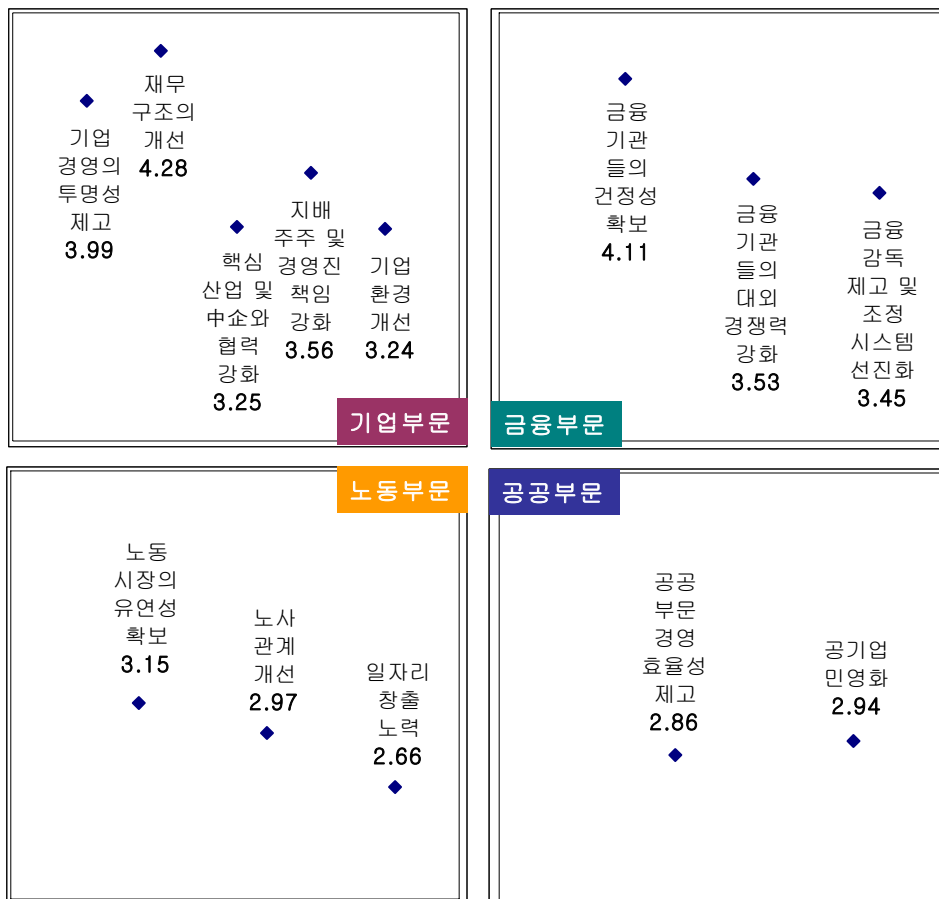 기업
경영의
투명성
제고
3.99
재무
구조의
개선
4.28
핵심
산업 및
中企와
협력
강화
3.25
지배
주주 및
경영진
책임
강화
3.56
기업
환경
개선
3.24
기업부문
금융
기관
들의
건정성
확보
4.11
금융
기관
들의
대외
경쟁력
강화
3.53
금융
감독
제고 및
조정
시스템
선진화
3.45
금융부문
노동부문
노동
시장의
유연성
확보
3.15
노사
관계
개선
2.97
일자리
창출
노력
2.66
공공부문
공공
부문
경영
효율성
제고
2.86
공기업
민영화
2.94